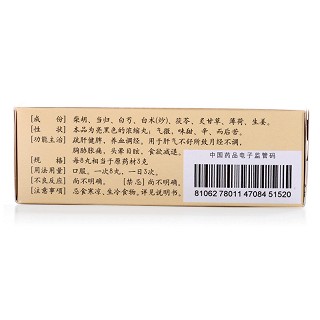 [成　份] 柴胡、当归、白芍、白术(炒)、茯苓、炙甘草、薄荷、生姜。
[性　状] 本品为亮黑色的浓缩丸；气微，味甜、辛、而后苦。
[功能主治] 疏肝健脾，养血调经。用于肝气不舒所致月经不调，
胸胁胀痛，头晕目眩，食欲减退。
[规　格] 每8丸相当于原药材3克
[用法用量] 口服，一次8丸，一日3次。
[不良反应] 尚不明确。 [禁忌] 尚不明确。
[注意事项] 忌食寒凉，生冷食物，详见说明书。
中国药品电子监管码
81062 78011 47084 51520